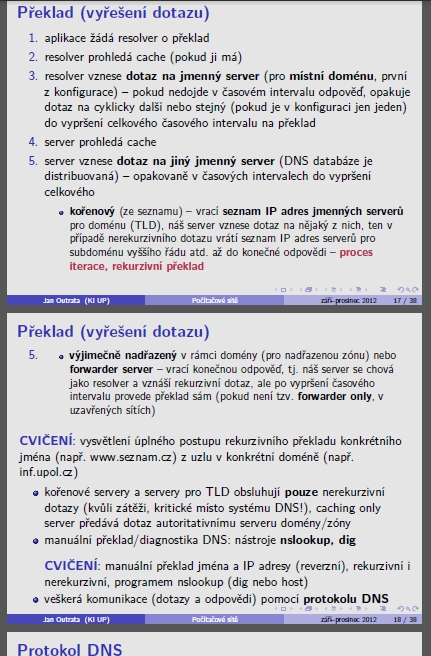 Překlad (vyřešení dotazu)
1. aplikace žádá resolver o překlad
2. resolver prohledá cache (pokud ji má)
3. resolver vznese dotaz na jmenný server (pro místní doménu, první
z konfigurace) – pokud nedojde v časovém intervalu odpověď, opakuje
dotaz na cyklicky další nebo stejný (pokud je v konfiguraci jen jeden)
do vypršení celkového časového intervalu na překlad
4. server prohledá cache
5. server vznese dotaz na jiný jmenný server (DNS databáze je
distribuovaná) – opakovaně v časových intervalech do vypršení
celkového
• kořenový (ze seznamu) – vrací seznam IP adres jmenných serverů
pro doménu (TLD), náš server vznese dotaz na nějaký z nich, ten v
případě nerekurzivního dotazu vrátí seznam IP adres serverů pro
subdoménu vyššího řádu atd. až do konečné odpovědi – proces
iterace, rekurzivní překlad
Jan Outrata (KI UP) Počítačové sítě září–prosinec 2012 17 / 38
Překlad (vyřešení dotazu)
5. • výjimečně nadřazený v rámci domény (pro nadřazenou zónu) nebo
forwarder server – vrací konečnou odpověď, tj. náš server se chová
jako resolver a vznáší rekurzivní dotaz, ale po vypršení časového
intervalu provede překlad sám (pokud není tzv. forwarder only, v
uzavřených sítích)
CVIČENÍ: vysvětlení úplného postupu rekurzivního překladu konkrétního
jména (např. www.seznam.cz) z uzlu v konkrétní doméně (např.
inf.upol.cz)
• kořenové servery a servery pro TLD obsluhují pouze nerekurzivní
dotazy (kvůli zátěži, kritické místo systému DNS!), caching only
server předává dotaz autoritativnímu serveru domény/zóny
• manuální překlad/diagnostika DNS: nástroje nslookup, dig
CVIČENÍ: manuální překlad jména a IP adresy (reverzní), rekurzivní i
nerekurzivní, programem nslookup (dig nebo host)
• veškerá komunikace (dotazy a odpovědi) pomocí protokolu DNS
Jan Outrata (KI UP) Počítačové sítě září–prosinec 2012 18 / 38
Protokol DNS